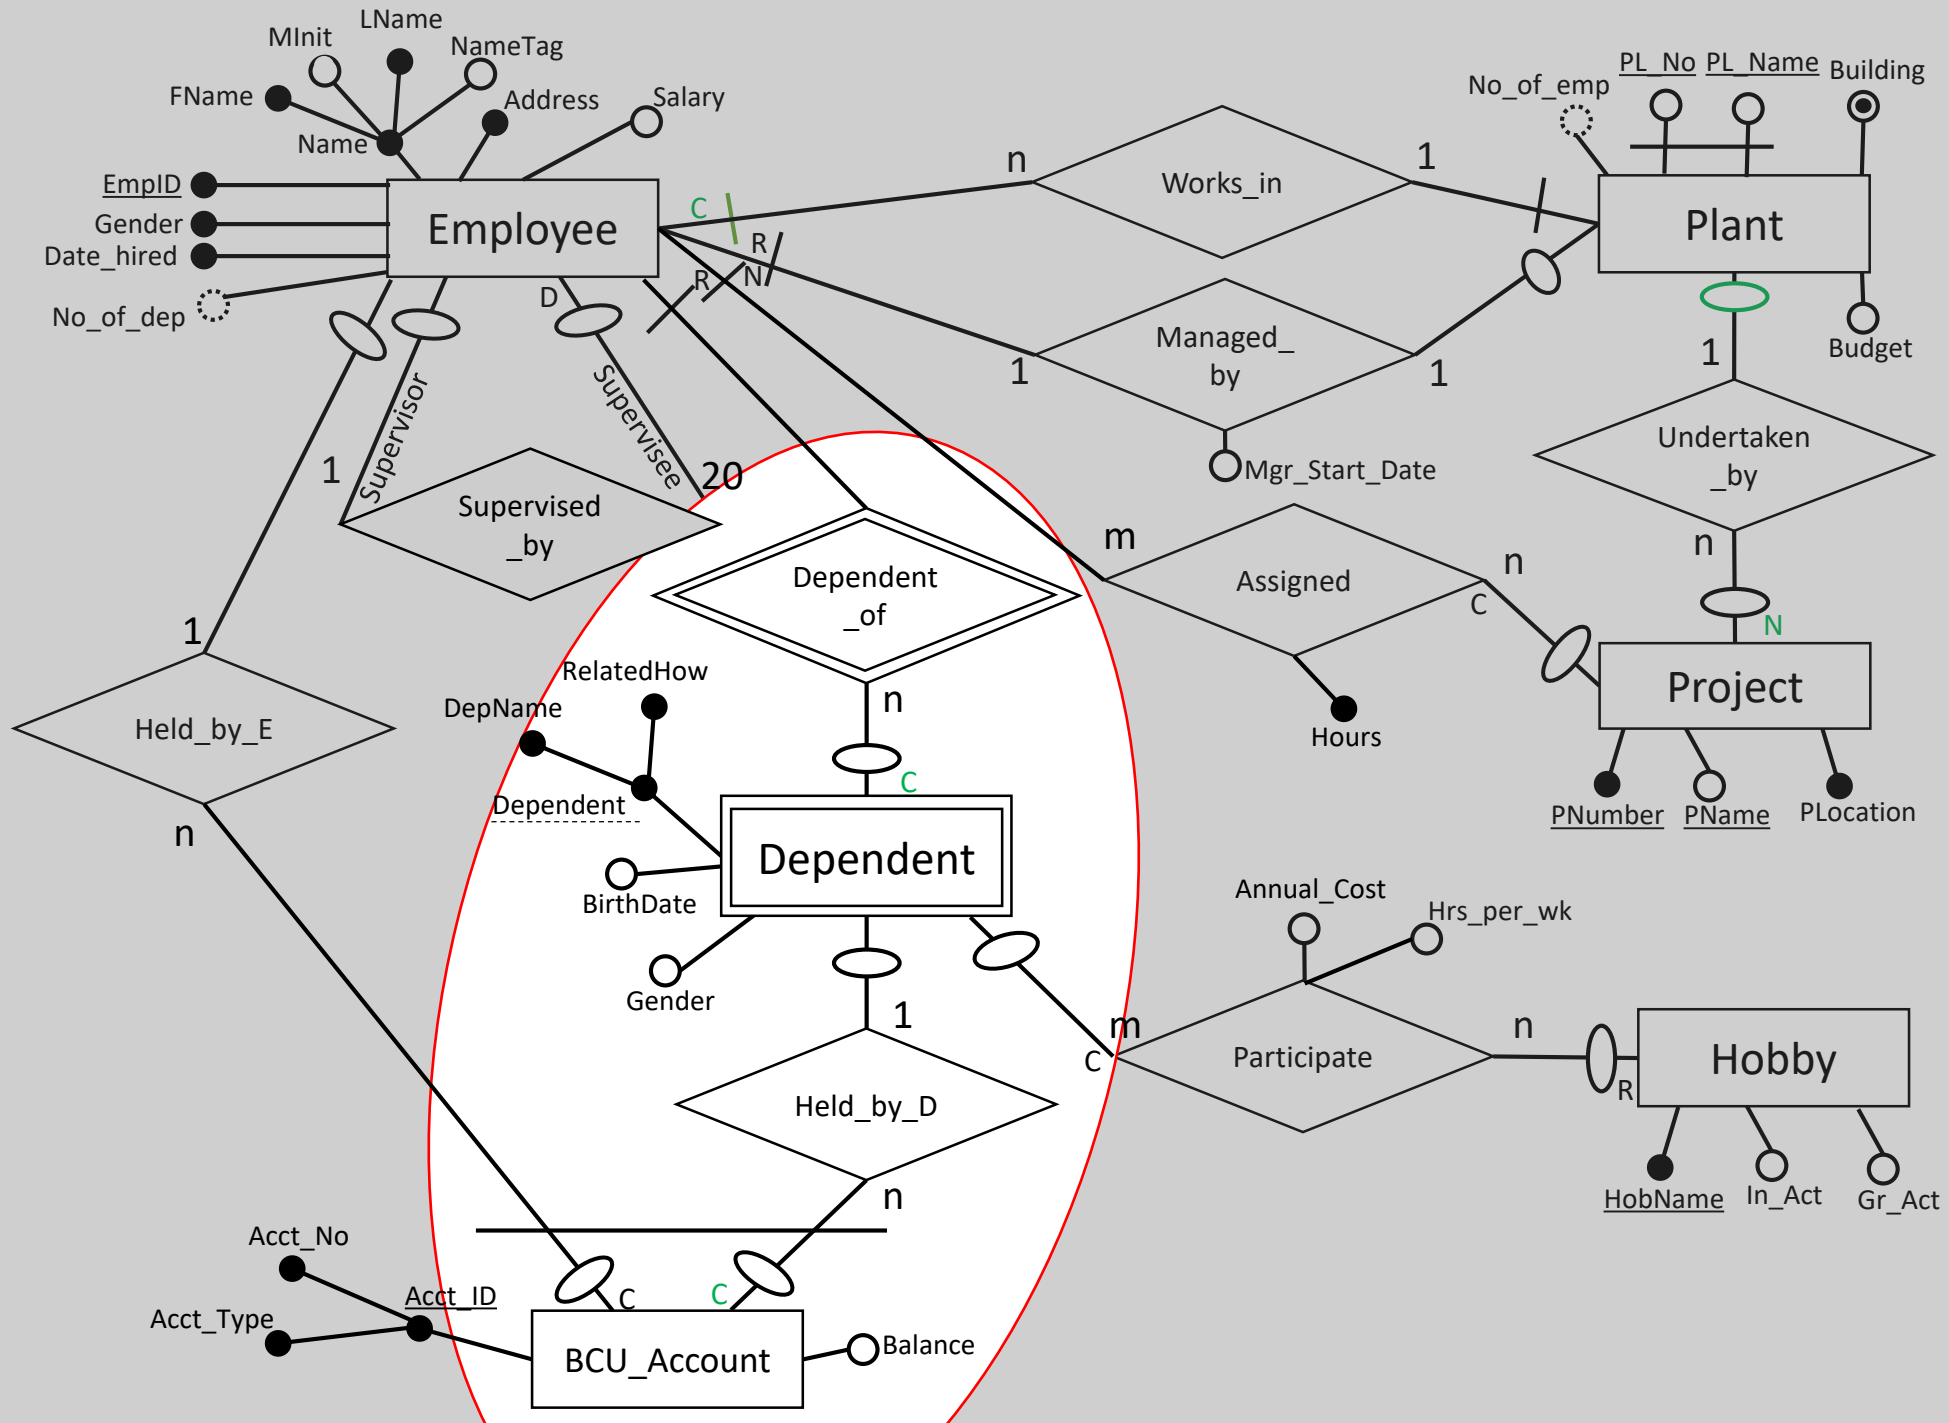 LName
MInit
NameTag
FName
Address
Salary
Name
EmpID
Gender
Date_hired
No_of_dep
Employee
D
C
R
N
R
n
Works_in
1
No_of_emp
PL_No
PL_Name
Building
Plant
Budget
1
Managed_
by
1
Mgr_Start_Date
1
Undertaken
_by
n
N
Supervisor
1
Supervisee
20
Supervised
_by
1
Held_by_E
n
Dependent
_of
n
C
m
Assigned
n
C
Hours
Project
PNumber
PName
PLocation
RelatedHow
DepName
Dependent
BirthDate
Gender
Dependent
Annual_Cost
Hrs_per_wk
m
C
Participate
n
R
Hobby
HobName
In_Act
Gr_Act
1
Held_by_D
n
Acct_No
Acct_Type
Acct_ID
C
C
BCU_Account
Balance